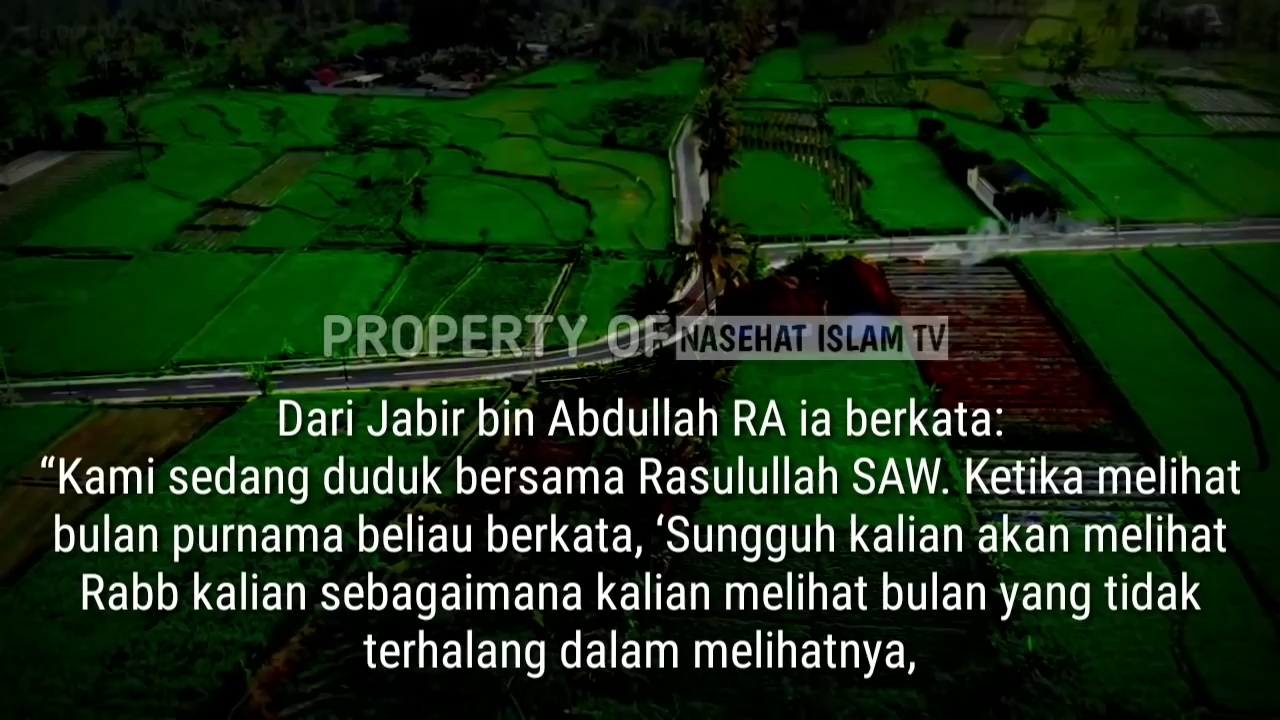 PROPERTY OF NASEHAT ISLAM TV
Dari Jabir bin Abdullah RA ia berkata:
“Kami sedang duduk bersama Rasulullah SAW. Ketika melihat
bulan purnama beliau berkata, ‘Sungguh kalian akan melihat
Rabb kalian sebagaimana kalian melihat bulan yang tidak
terhalang dalam melihatnya,